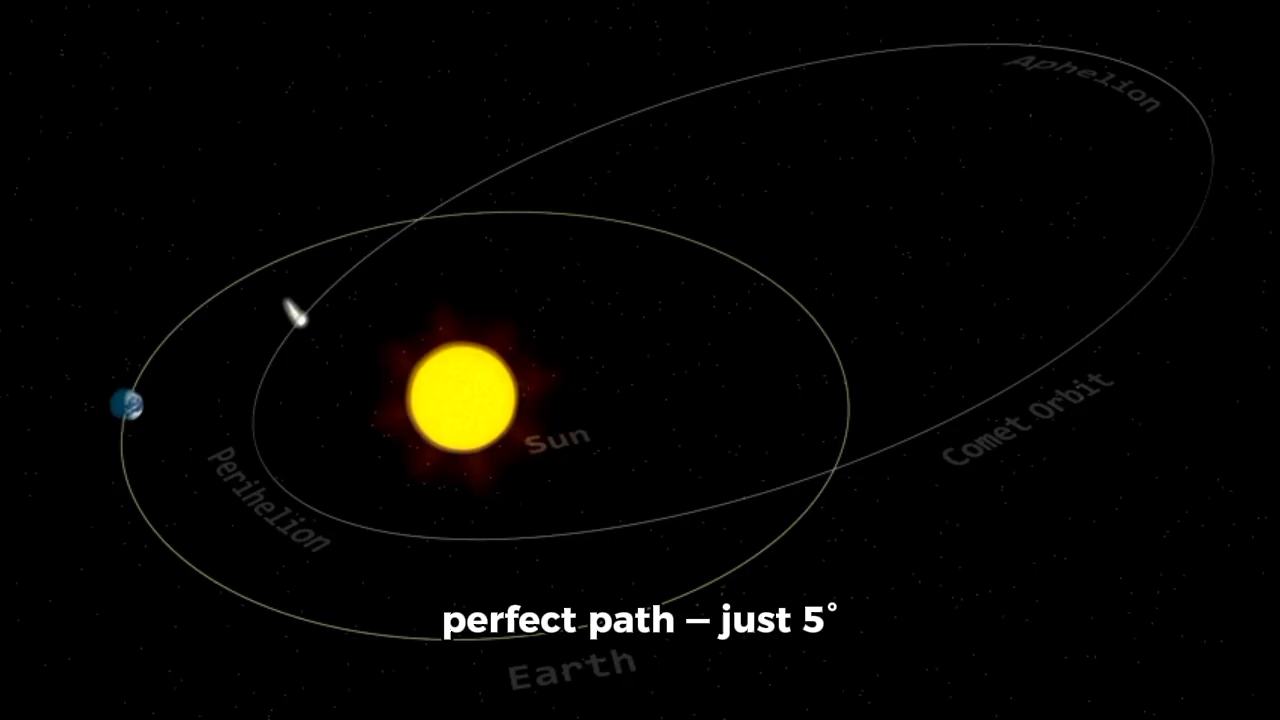 Aphelion
Comet Orbit
Sun
Perihelion
perfect path – just 5°
Earth